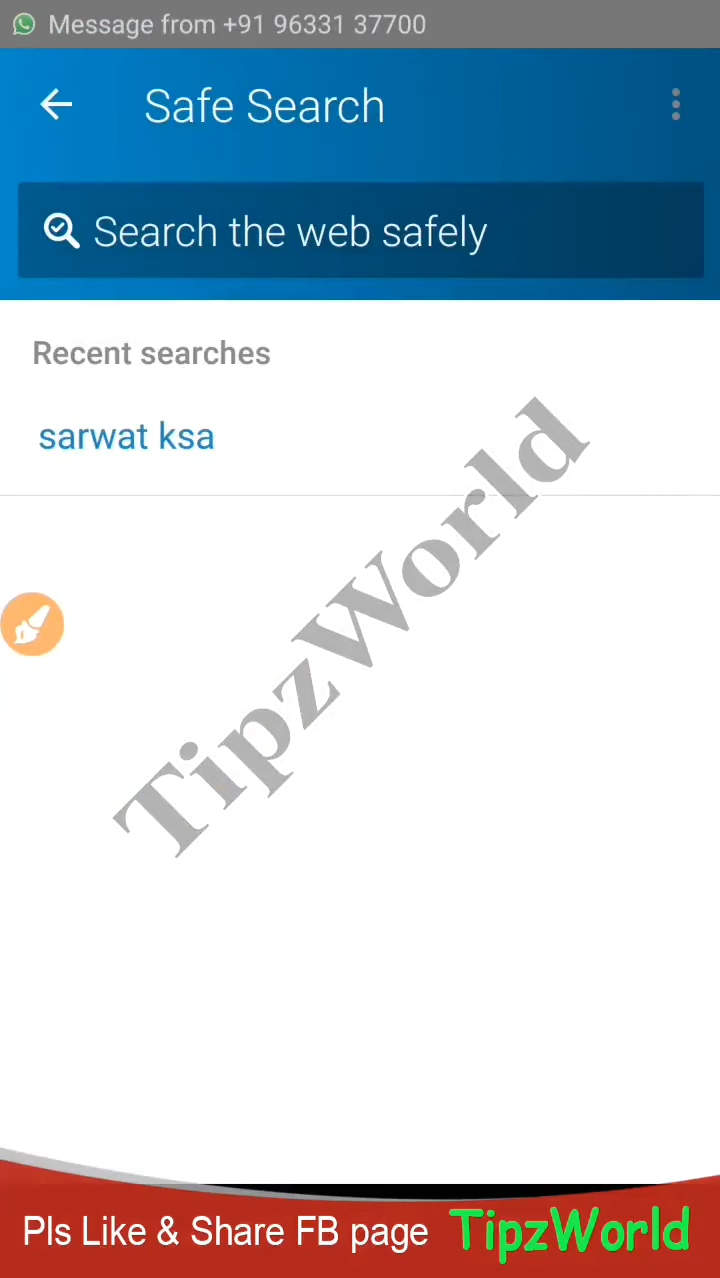 Message from +91 96331 37700
Safe Search
Search the web safely
Recent searches
sarwat ksa
TipzWorld
Pls Like & Share FB page TipzWorld